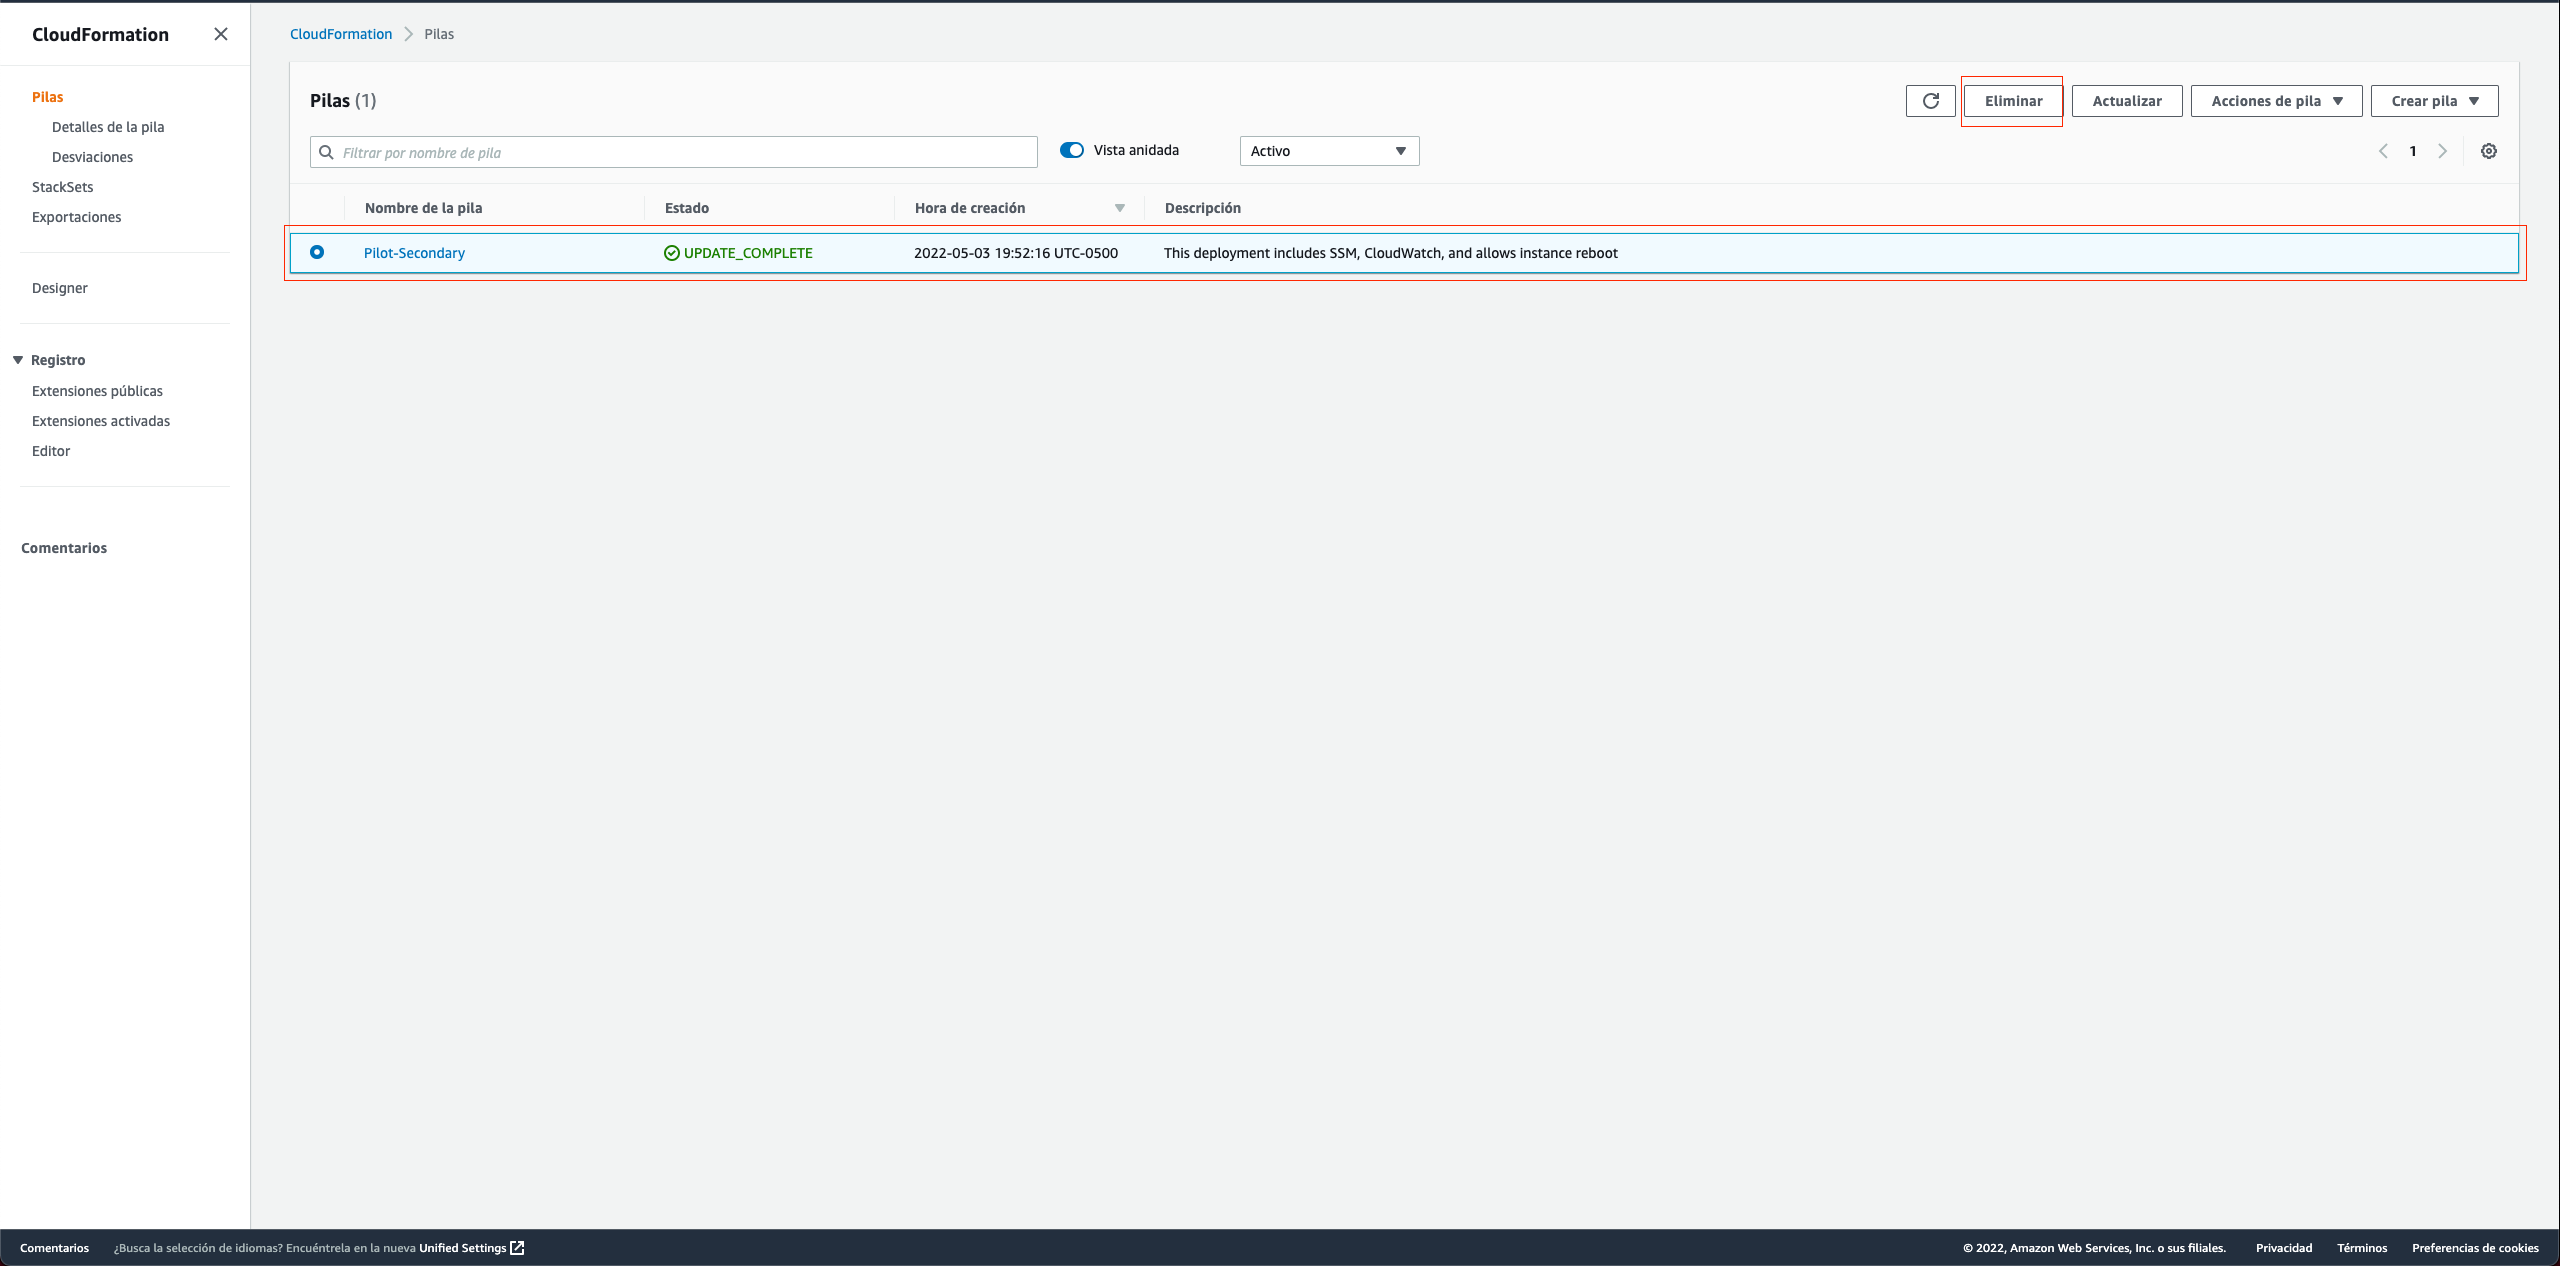 CloudFormation
Pilas
Detalles de la pila
Desviaciones
StackSets
Exportaciones
Designer
Registro
Extensiones públicas
Extensiones activadas
Editor
Comentarios
CloudFormation Pilas
Pilas (1)
Eliminar Actualizar Acciones de pila Crear pila
Filtrar por nombre de pila Vista anidada Activo 1
Nombre de la pila Estado Hora de creación Descripción
Pilot-Secondary UPDATE_COMPLETE 2022-05-03 19:52:16 UTC-0500 This deployment includes SSM, CloudWatch, and allows instance reboot
Comentarios ¿Busca la selección de idiomas? Encuéntrela en la nueva Unified Settings © 2022, Amazon Web Services, Inc. o sus filiales. Privacidad Términos Preferencias de cookies